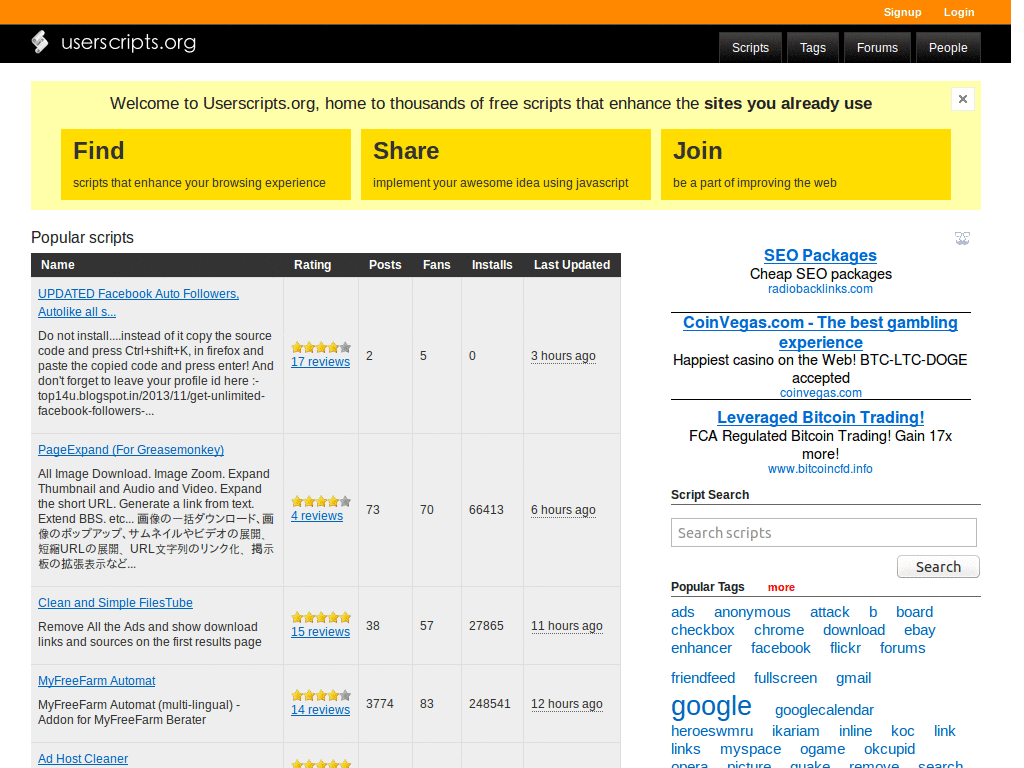 Signup Login
userscripts.org
Scripts Tags Forums People
Welcome to Userscripts.org, home to thousands of free scripts that enhance the sites you already use
Find
scripts that enhance your browsing experience
Share
implement your awesome idea using javascript
Join
be a part of improving the web
Popular scripts
Name Rating Posts Fans Installs Last Updated
UPDATED Facebook Auto Followers,
Autolike all s...
Do not install....instead of it copy the source
code and press Ctrl+shift+K, in firefox and
paste the copied code and press enter! And
don't forget to leave your profile id here :-
top14u.blogspot.in/2013/11/get-unlimited-
facebook-followers-...
17 reviews
2 5 0 3 hours ago
PageExpand (For Greasemonkey)
All Image Download. Image Zoom. Expand
Thumbnail and Audio and Video. Expand
the short URL. Generate a link from text.
Extend BBS. etc... 画像の一括ダウンロード、画
像のポップアップ、サムネイルやビデオの展開、
短縮URLの展開、URL文字列のリンク化、掲示
板の拡張表示など...
4 reviews
73 70 66413 6 hours ago
Clean and Simple FilesTube
Remove All the Ads and show download
links and sources on the first results page
15 reviews
38 57 27865 11 hours ago
MyFreeFarm Automat
MyFreeFarm Automat (multi-lingual) -
Addon for MyFreeFarm Berater
14 reviews
3774 83 248541 12 hours ago
Ad Host Cleaner
SEO Packages
Cheap SEO packages
radiobacklinks.com
CoinVegas.com - The best gambling
experience
Happiest casino on the Web! BTC-LTC-DOGE
accepted
coinvegas.com
Leveraged Bitcoin Trading!
FCA Regulated Bitcoin Trading! Gain 17x
more!
www.bitcoincfd.info
Script Search
Search scripts
Search
Popular Tags more
ads anonymous attack b board
checkbox chrome download ebay
enhancer facebook flickr forums
friendfeed fullscreen gmail
google googlecalendar
heroeswmru ikariam inline koc link
links myspace ogame okcupid
opera picture quake remove search